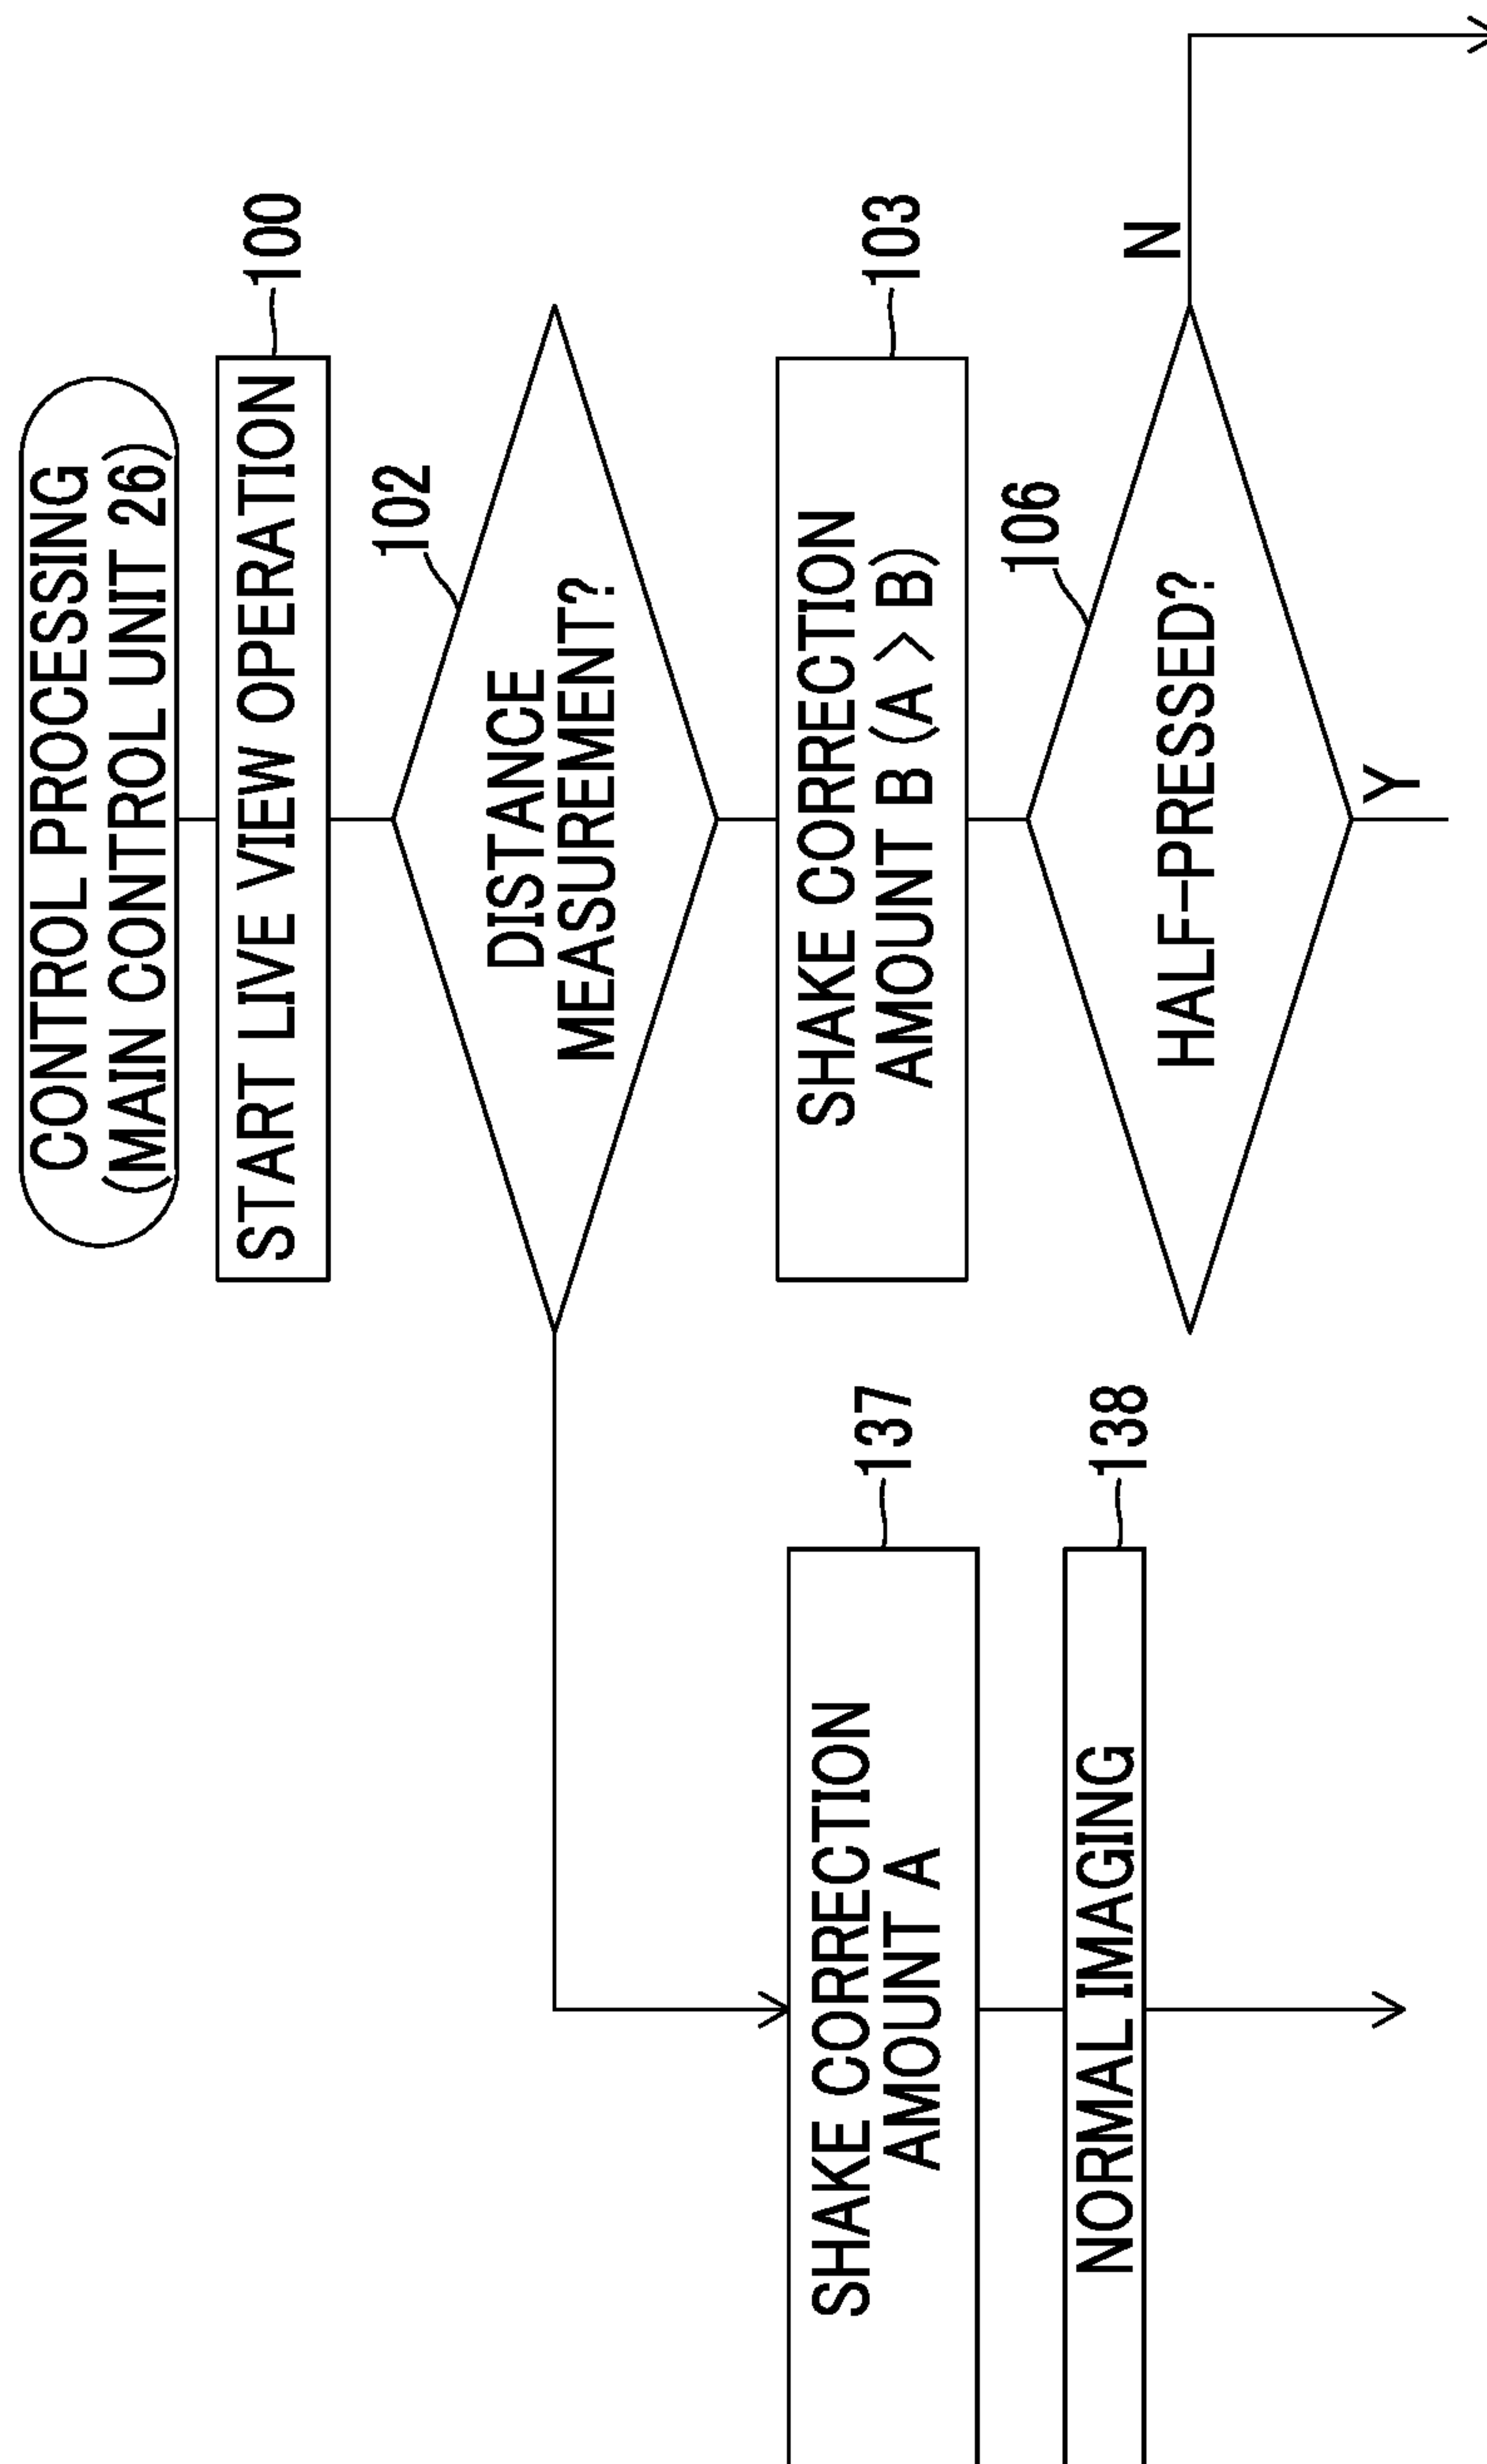 CONTROL PROCESSING
(MAIN CONTROL UNIT 26)
START LIVE VIEW OPERATION
100
102
DISTANCE
MEASUREMENT?
SHAKE CORRECTION
AMOUNT B (A > B)
103
137
SHAKE CORRECTION
AMOUNT A
106
HALF-PRESSED?
N
Y
138
NORMAL IMAGING